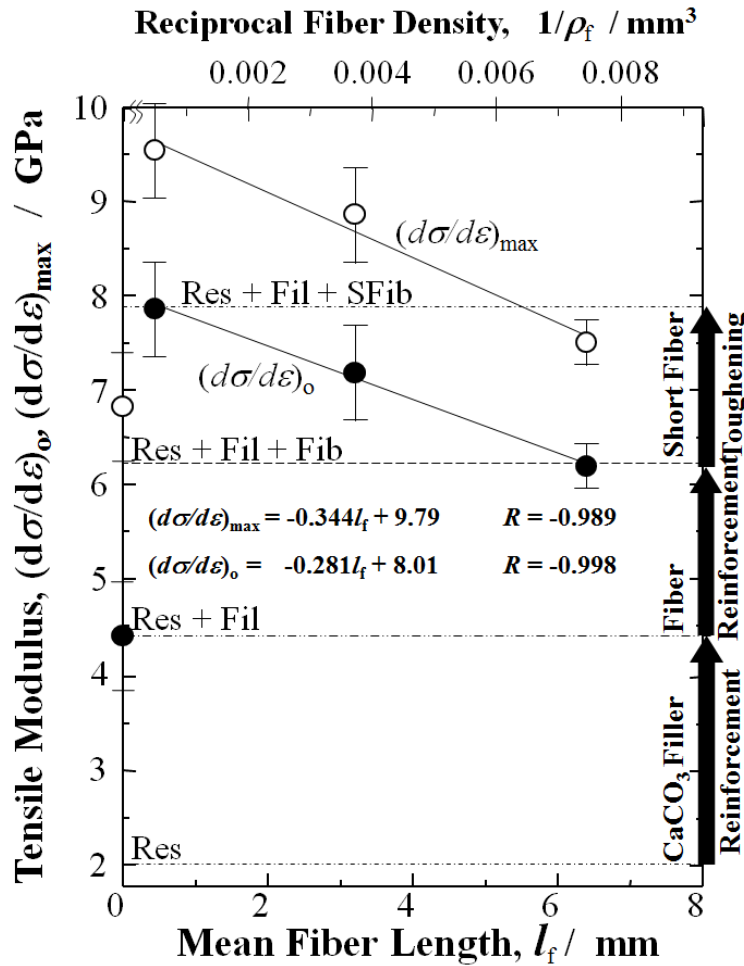 Reciprocal Fiber Density, 1/ρf / mm³
0.002 0.004 0.006 0.008
Tensile Modulus, (dσ/dε)o, (dσ/dε)max / GPa
10
9
8
7
6
5
4
3
2
(dσ/dε)max
Res + Fil + SFib
(dσ/dε)o
Res + Fil + Fib
(dσ/dε)max = -0.344lf + 9.79 R = -0.989
(dσ/dε)o = -0.281lf + 8.01 R = -0.998
Res + Fil
Res
Short Fiber
Toughening
Fiber
Reinforcement
CaCO₃ Filler
Reinforcement
0 2 4 6 8
Mean Fiber Length, lf / mm